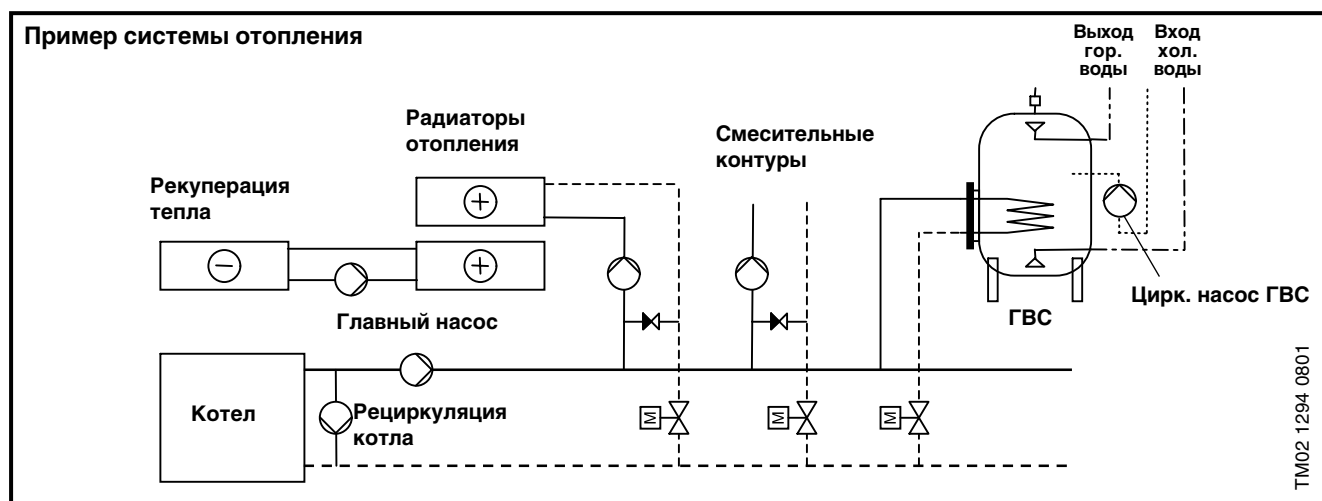 Пример системы отопления
Выход
гор.
воды
Вход
хол.
воды
Радиаторы
отопления
Смесительные
контуры
Рекуперация
тепла
Цирк. насос ГВС
ГВС
Главный насос
Котел
Рециркуляция
котла
M
M
M
TM02 1294 0801